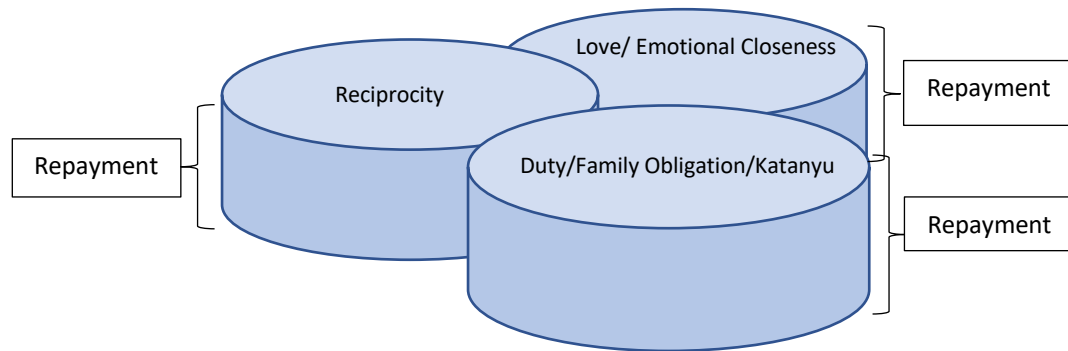 Love/ Emotional Closeness
Reciprocity
Repayment
Repayment
Duty/Family Obligation/Katanyu
Repayment